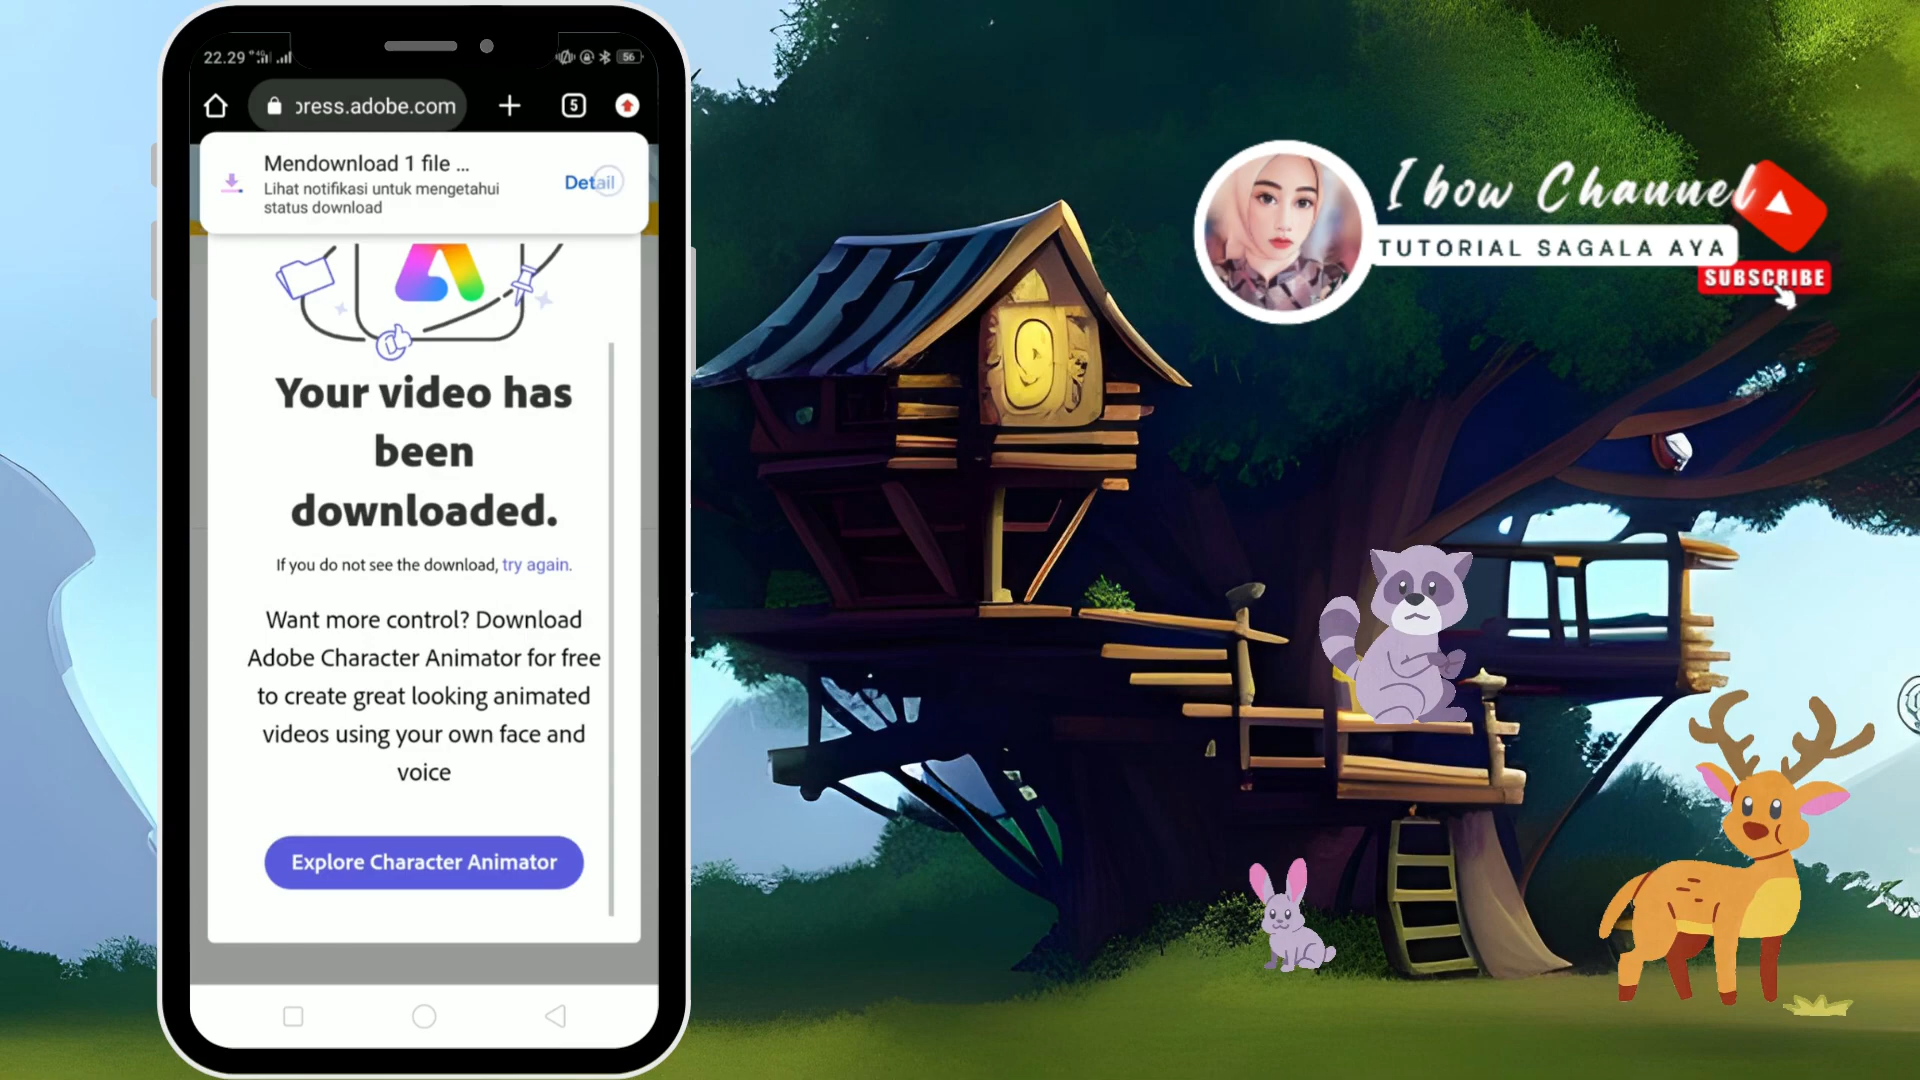 22.29
56
press.adobe.com
5
Mendownload 1 file ...
Lihat notifikasi untuk mengetahui
status download
Detail
Your video has
been
downloaded.
If you do not see the download, try again.
Want more control? Download
Adobe Character Animator for free
to create great looking animated
videos using your own face and
voice
Explore Character Animator
I bow Channel
TUTORIAL SAGALA AYA
SUBSCRIBE